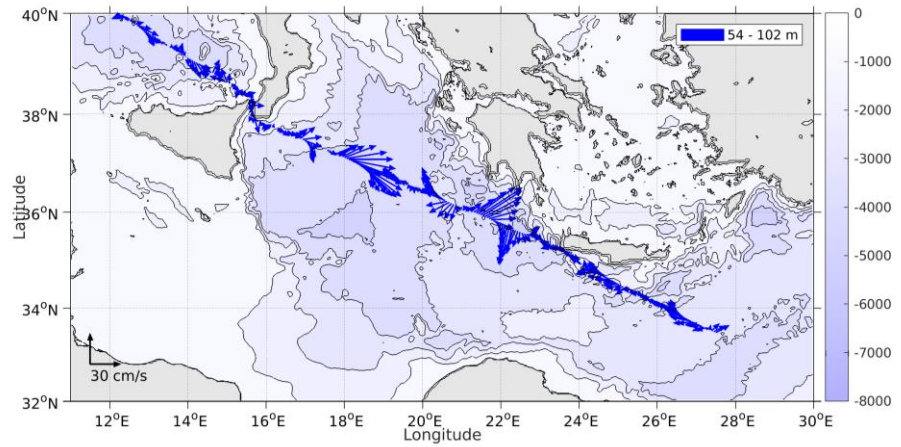 40°N
38°N
36°N
34°N
32°N
Latitude
54 - 102 m
30 cm/s
12°E
14°E
16°E
18°E
20°E
22°E
24°E
26°E
28°E
30°E
Longitude
0
-1000
-2000
-3000
-4000
-5000
-6000
-7000
-8000